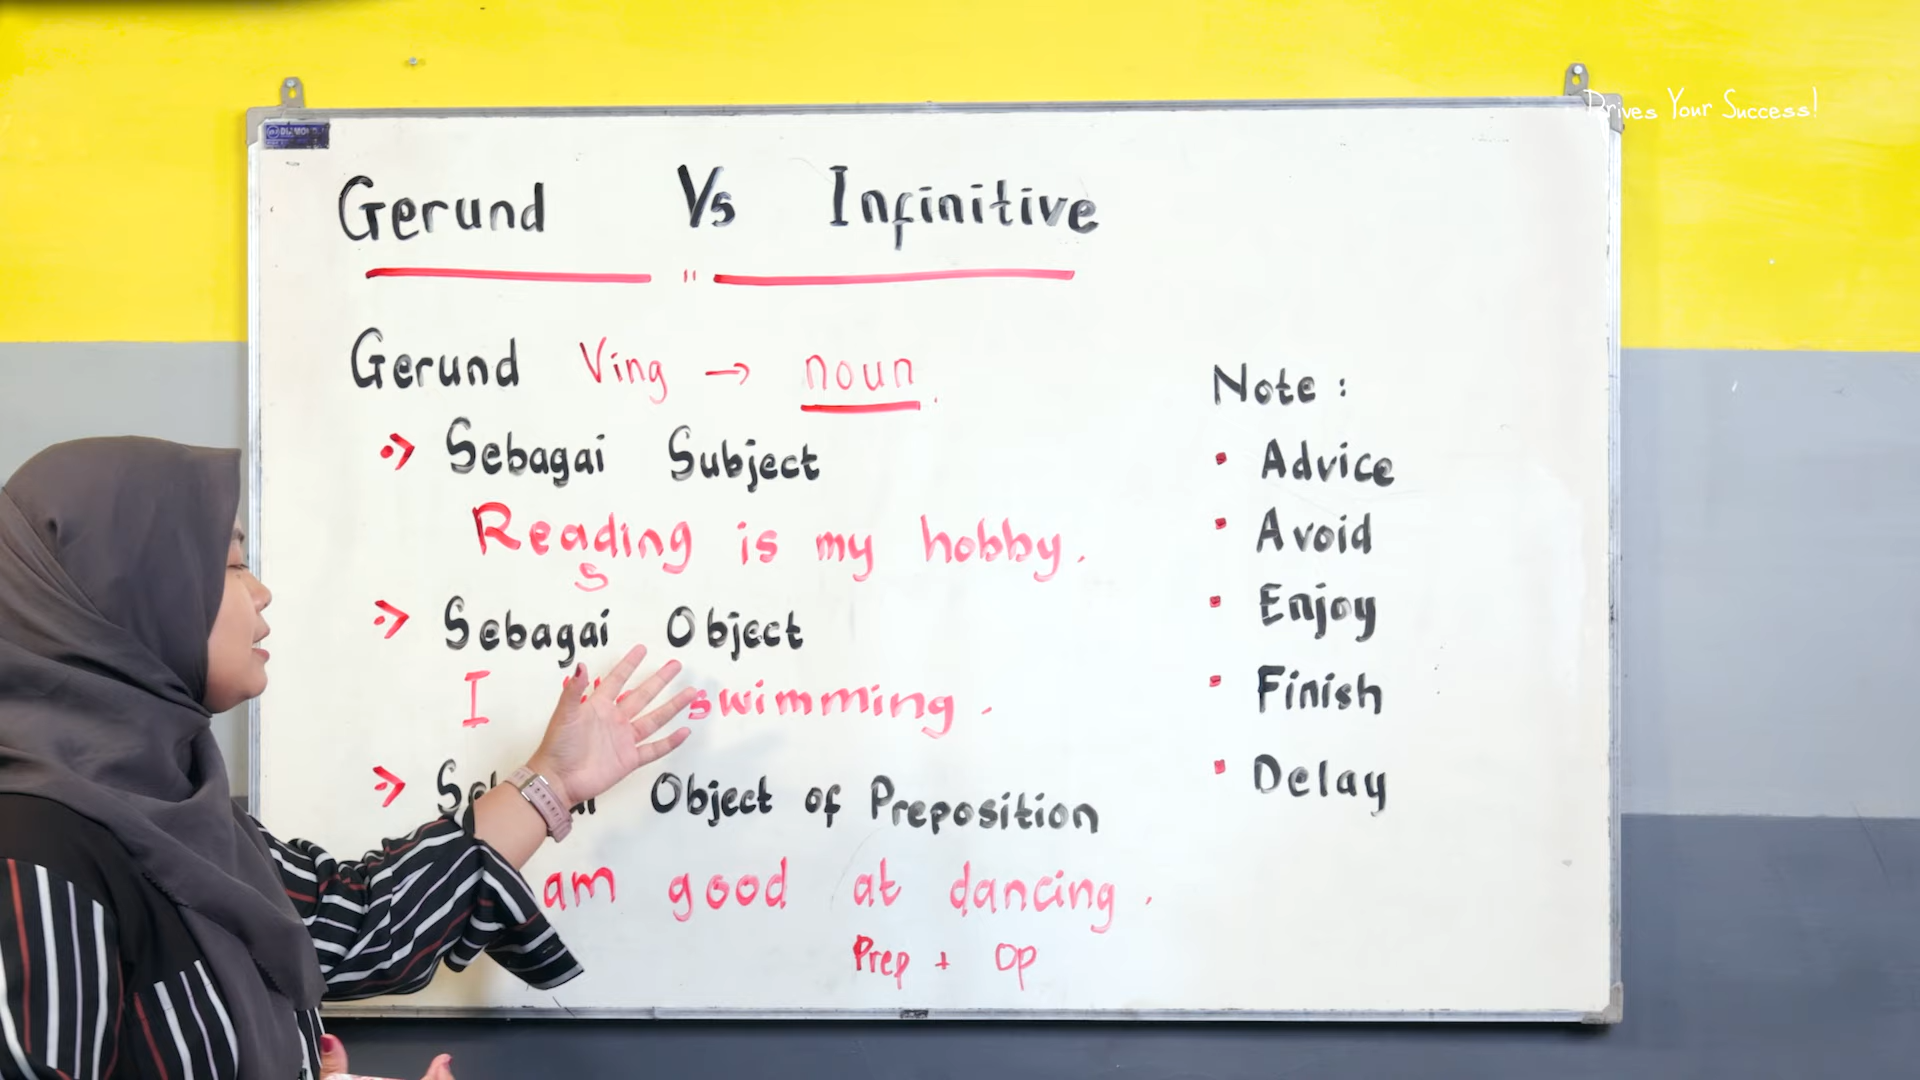 Drives Your Success!
Gerund Vs Infinitive
"
Gerund Ving → noun.
Sebagai Subject
Reading is my hobby.
S
Sebagai Object
I swimming.
Object of Preposition
am good at dancing.
Prep + OP
Note :
• Advice
• Avoid
• Enjoy
• Finish
• Delay